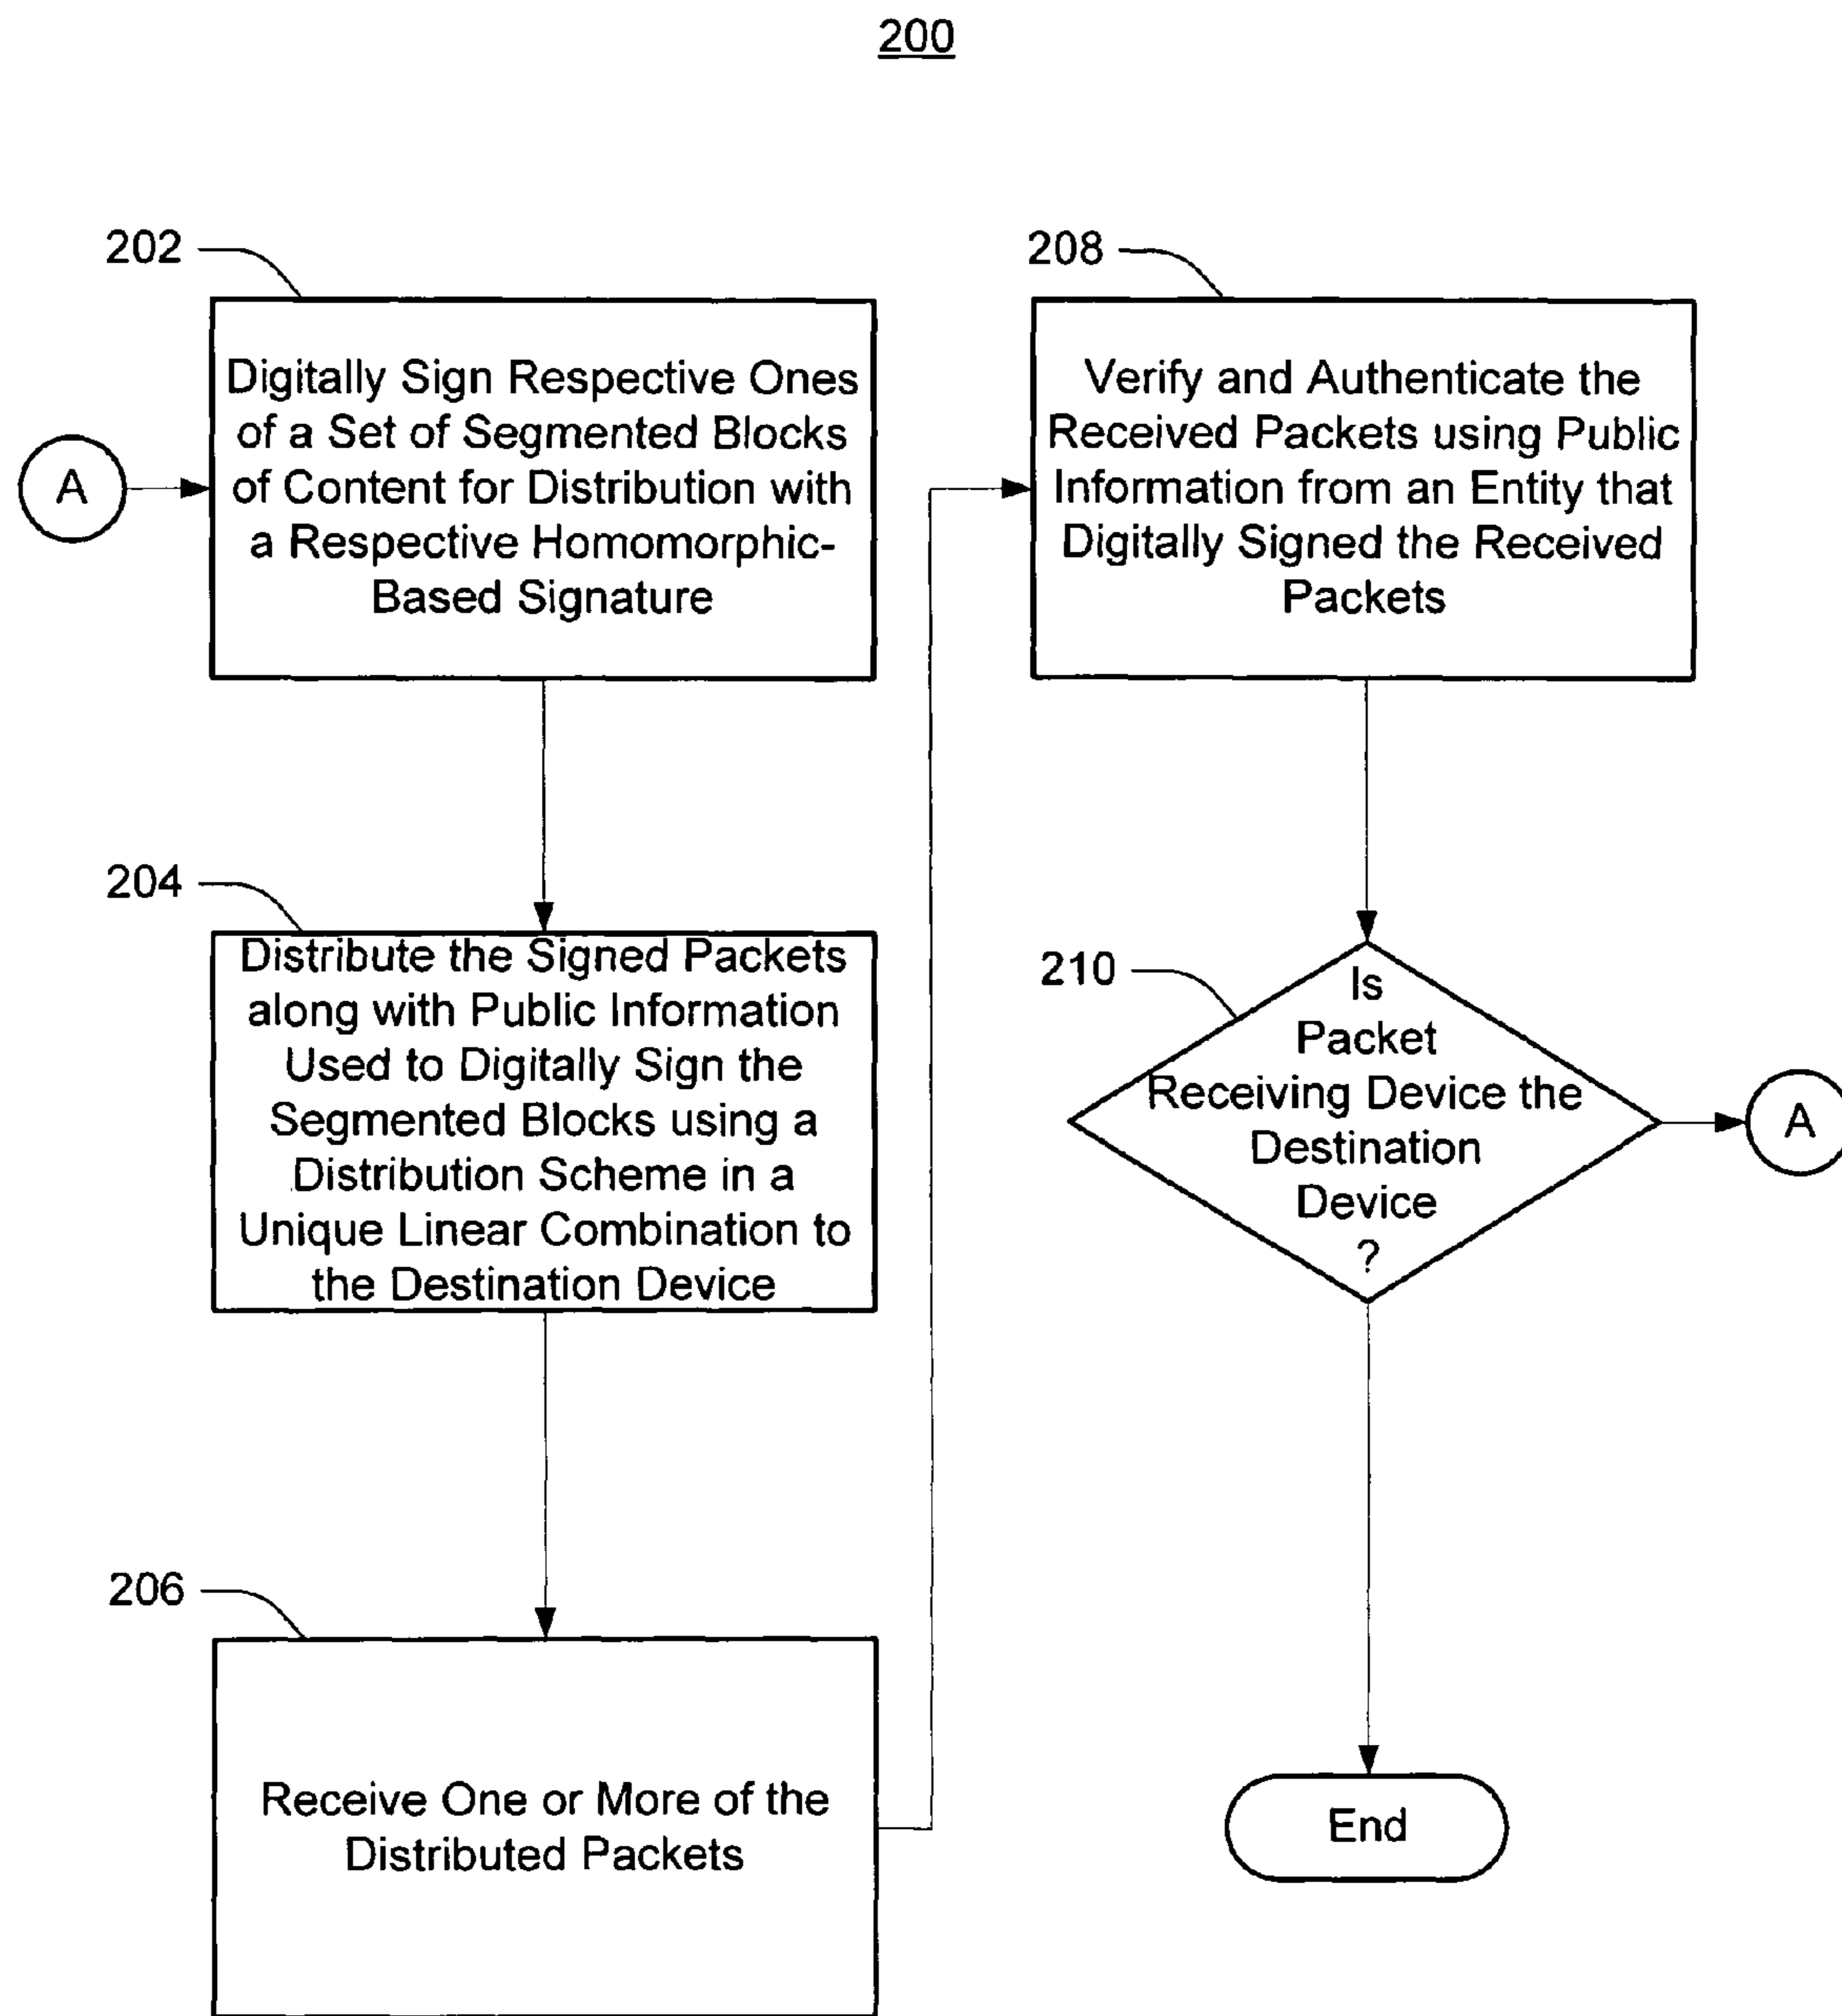 200
202
Digitally Sign Respective Ones
of a Set of Segmented Blocks
of Content for Distribution with
a Respective Homomorphic-
Based Signature
A
204
Distribute the Signed Packets
along with Public Information
Used to Digitally Sign the
Segmented Blocks using a
Distribution Scheme in a
Unique Linear Combination to
the Destination Device
206
Receive One or More of the
Distributed Packets
208
Verify and Authenticate the
Received Packets using Public
Information from an Entity that
Digitally Signed the Received
Packets
210
Is
Packet
Receiving Device the
Destination
Device
?
A
End